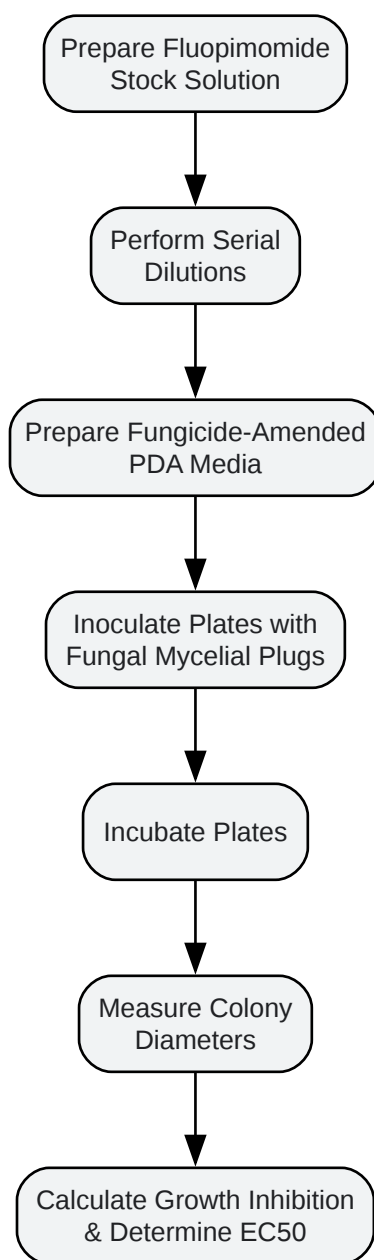 Prepare Fluopimomide
Stock Solution
Perform Serial
Dilutions
Prepare Fungicide-Amended
PDA Media
Inoculate Plates with
Fungal Mycelial Plugs
Incubate Plates
Measure Colony
Diameters
Calculate Growth Inhibition
& Determine EC50